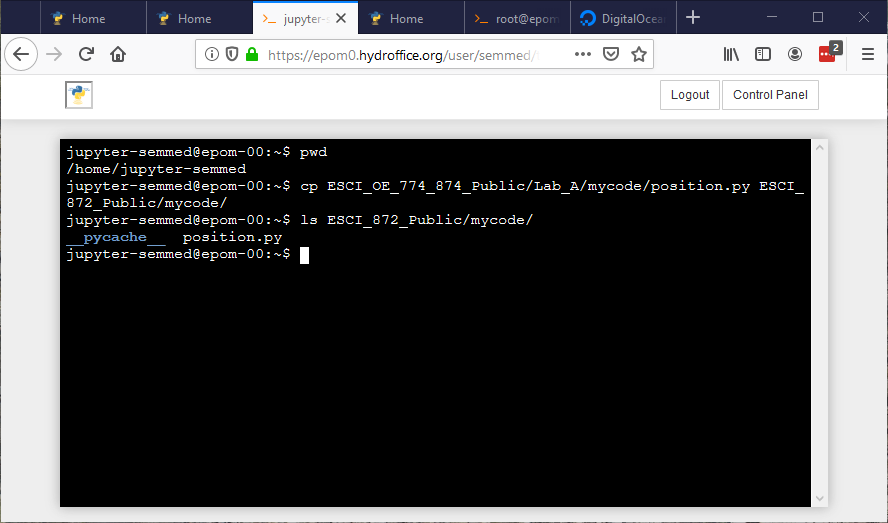 Home
Home
jupyter-s
Home
root@epom
DigitalOcea
https://epom0.hydroffice.org/user/semmed/
2
Logout
Control Panel
jupyter-semmed@epom-00:~$ pwd
/home/jupyter-semmed
jupyter-semmed@epom-00:~$ cp ESCI_OE_774_874_Public/Lab_A/mycode/position.py ESCI_
872_Public/mycode/
jupyter-semmed@epom-00:~$ ls ESCI_872_Public/mycode/
__pycache__  position.py
jupyter-semmed@epom-00:~$